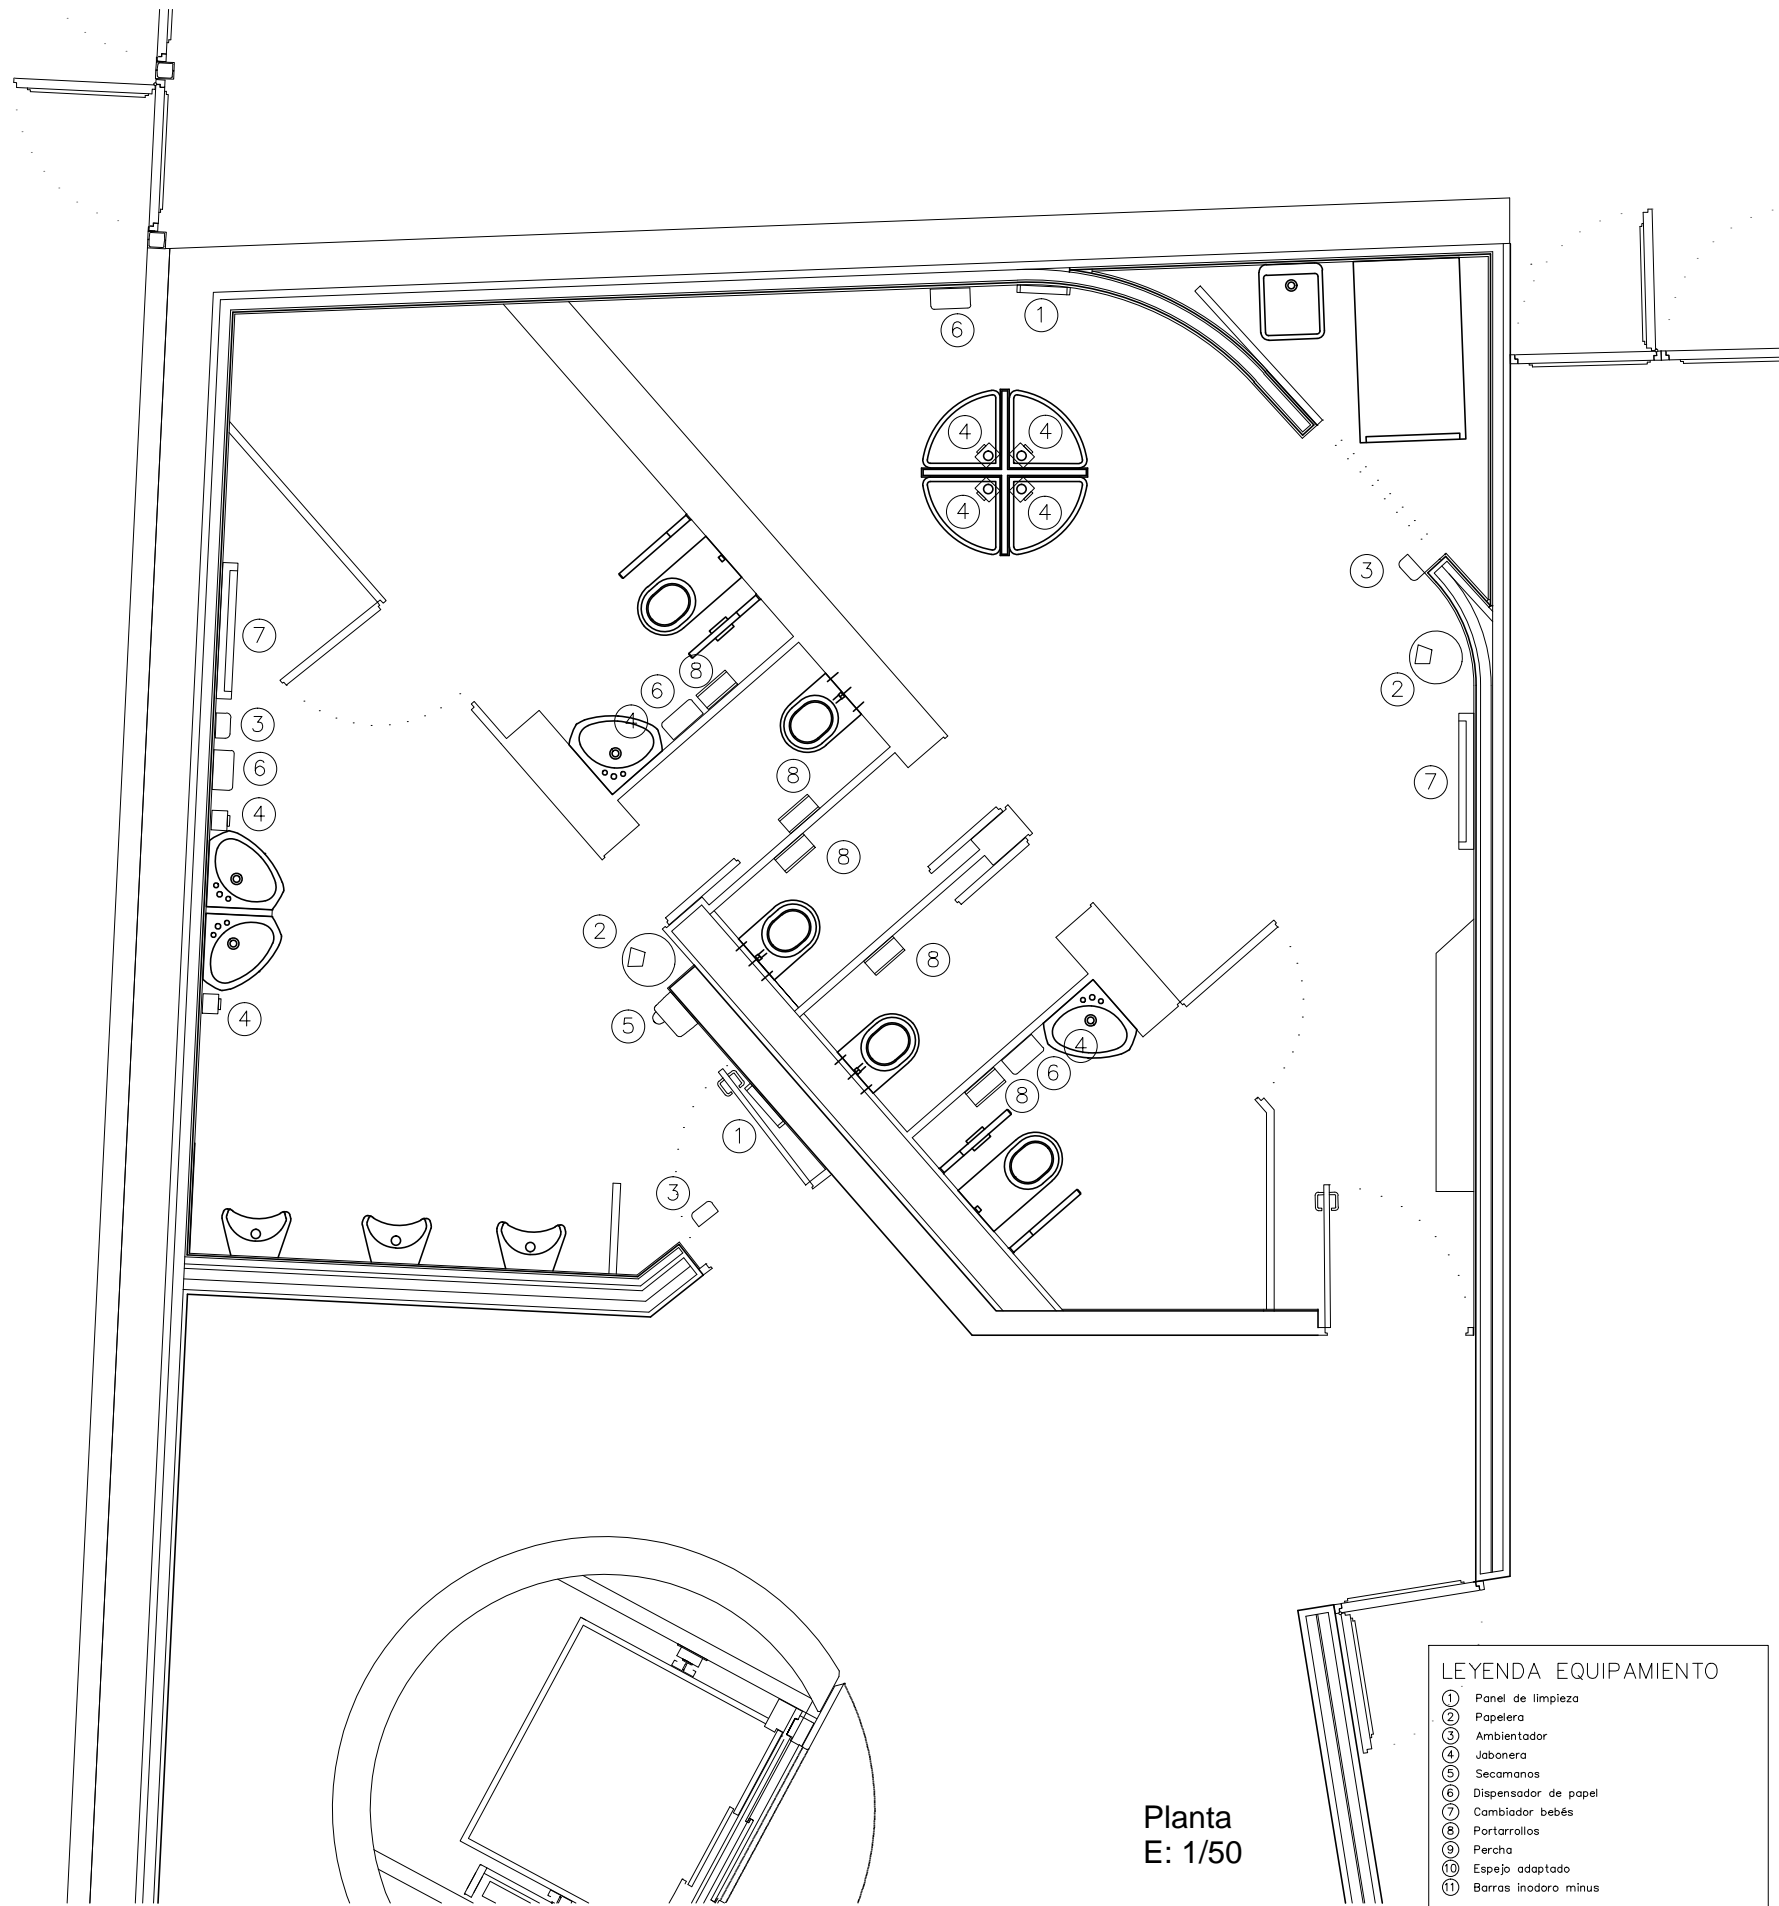 6
1
4
4
4
4
3
7
2
8
6
4
3
6
8
7
4
8
2
8
4
5
4
6
8
1
3
LEYENDA EQUIPAMIENTO
1 Panel de limpieza
2 Papelera
3 Ambientador
4 Jabonera
5 Secamanos
6 Dispensador de papel
7 Cambiador bebés
8 Portarrollos
9 Percha
10 Espejo adaptado
11 Barras inodoro minus
Planta
E: 1/50